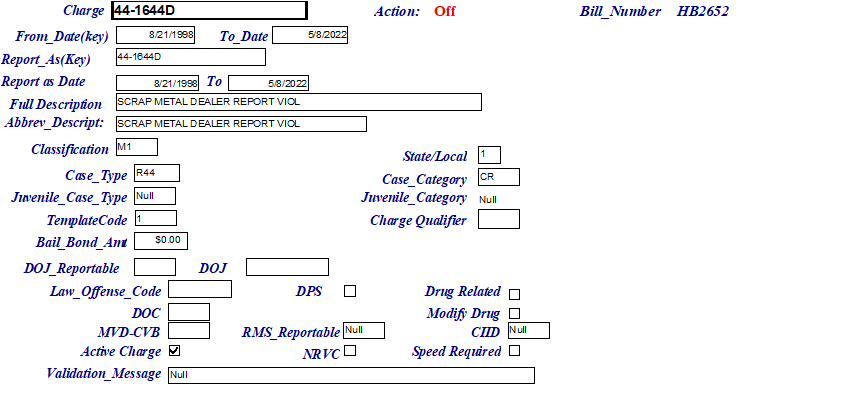 Charge 44-1644D Action: Off Bill_Number HB2652
From_Date(key) 8/21/1998 To_Date 5/8/2022
Report_As(Key) 44-1644D
Report as Date 8/21/1998 To 5/8/2022
Full Description SCRAP METAL DEALER REPORT VIOL
Abbrev_Descript: SCRAP METAL DEALER REPORT VIOL
Classification M1 State/Local 1
Case_Type R44 Case_Category CR
Juvenile_Case_Type Null Juvenile_Category Null
TemplateCode 1 Charge Qualifier
Bail_Bond_Amt $0.00
DOJ_Reportable DOJ
Law_Offense_Code DPS Drug Related
DOC Modify Drug
MVD-CVB RMS_Reportable Null CIID Null
Active Charge NRVC Speed Required
Validation_Message Null